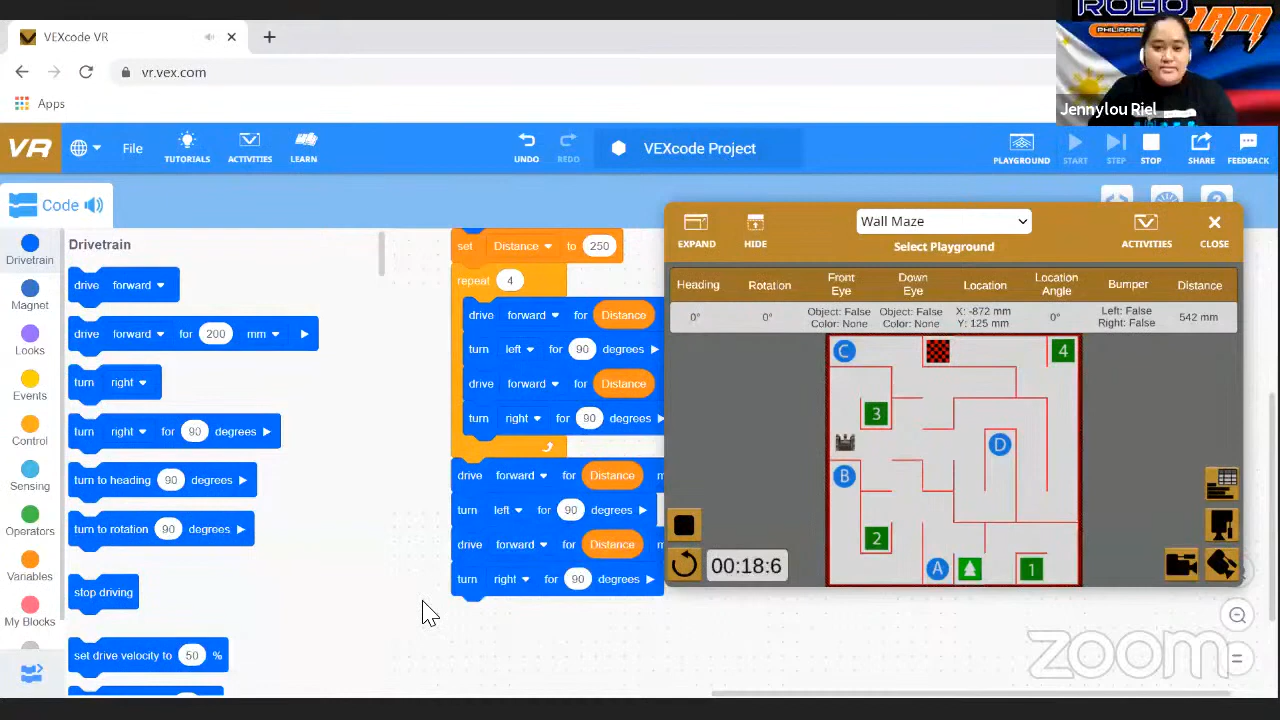 VEXcode VR
vr.vex.com
Apps
ROBO
PHILIPPINES
JAM
Jennylou Riel
VR
File
TUTORIALS
ACTIVITIES
LEARN
UNDO
REDO
VEXcode Project
PLAYGROUND
START
STEP
STOP
SHARE
FEEDBACK
Code
Drivetrain
Magnet
Looks
Events
Control
Sensing
Operators
Variables
My Blocks
Drivetrain
drive forward
drive forward for 200 mm
turn right
turn right for 90 degrees
turn to heading 90 degrees
turn to rotation 90 degrees
stop driving
set drive velocity to 50 %
set Distance to 250
repeat 4
drive forward for Distance
turn left for 90 degrees
drive forward for Distance
turn right for 90 degrees
drive forward for Distance
turn left for 90 degrees
drive forward for Distance
turn right for 90 degrees
EXPAND
HIDE
Wall Maze
Select Playground
ACTIVITIES
CLOSE
Heading
Rotation
Front Eye
Down Eye
Location
Location Angle
Bumper
Distance
0°
0°
Object: False
Color: None
Object: False
Color: None
X: -872 mm
Y: 125 mm
0°
Left: False
Right: False
542 mm
C
4
3
D
B
2
A
1
00:18:6
zoom